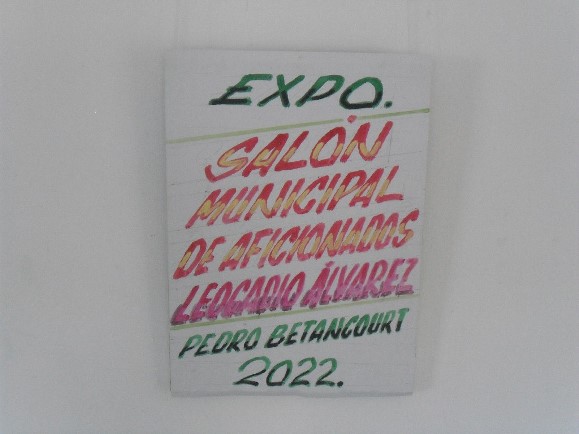 EXPO.
SALÓN
MUNICIPAL
DE AFICIONADOS
LEOCADIO ÁLVAREZ
PEDRO BETANCOURT
2022.